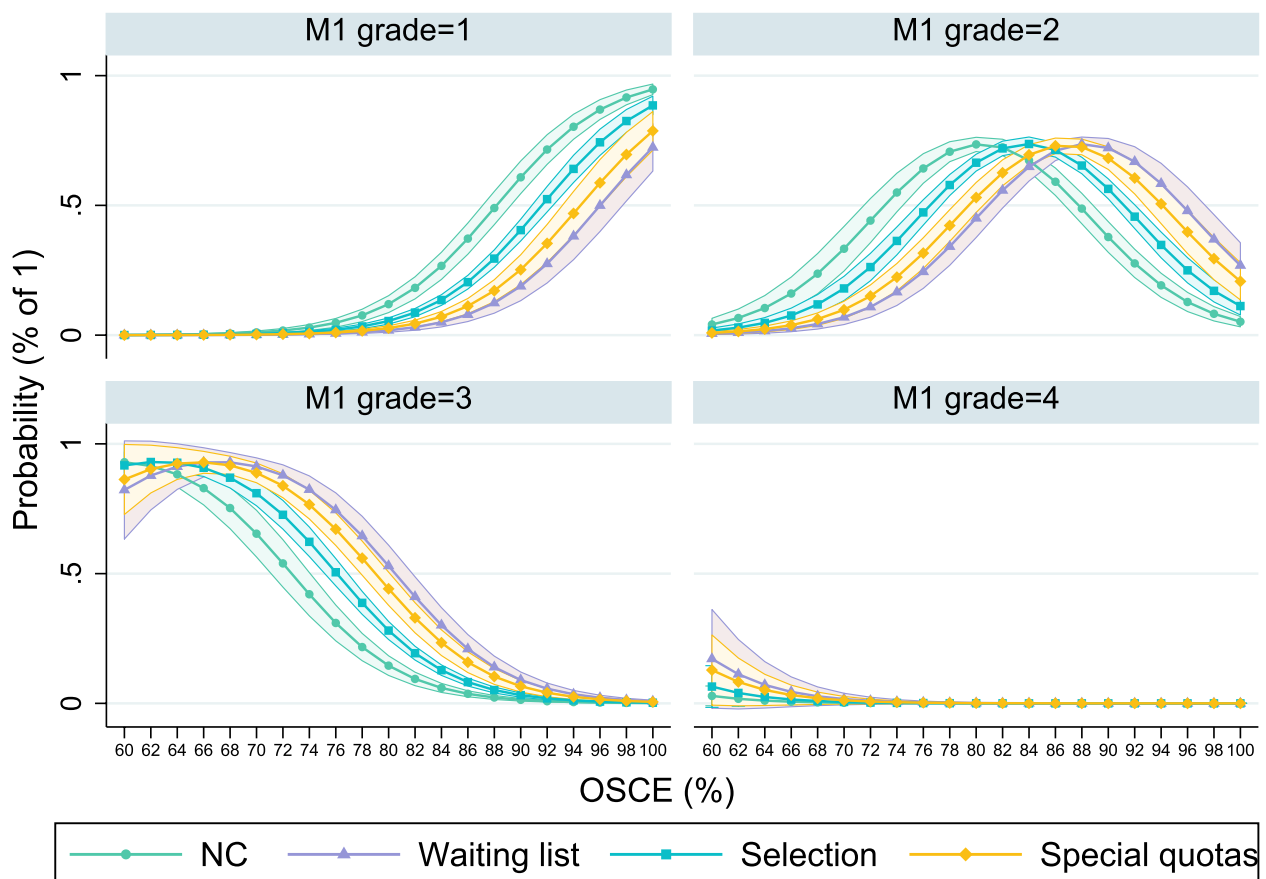 M1 grade=1
M1 grade=2
1
.5
0
M1 grade=3
M1 grade=4
1
.5
0
Probability (% of 1)
60 62 64 66 68 70 72 74 76 78 80 82 84 86 88 90 92 94 96 98 100
60 62 64 66 68 70 72 74 76 78 80 82 84 86 88 90 92 94 96 98 100
OSCE (%)
NC Waiting list Selection Special quotas